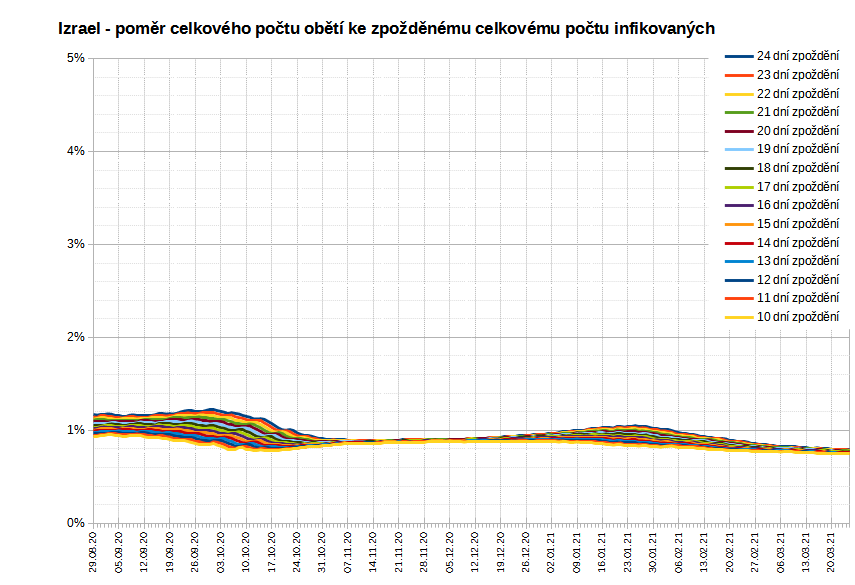 Izrael - poměr celkového počtu obětí ke zpožděnému celkovému počtu infikovaných
5%
4%
3%
2%
1%
0%
24 dní zpoždění
23 dní zpoždění
22 dní zpoždění
21 dní zpoždění
20 dní zpoždění
19 dní zpoždění
18 dní zpoždění
17 dní zpoždění
16 dní zpoždění
15 dní zpoždění
14 dní zpoždění
13 dní zpoždění
12 dní zpoždění
11 dní zpoždění
10 dní zpoždění
29.08.20
05.09.20
12.09.20
19.09.20
26.09.20
03.10.20
10.10.20
17.10.20
24.10.20
31.10.20
07.11.20
14.11.20
21.11.20
28.11.20
05.12.20
12.12.20
19.12.20
26.12.20
02.01.21
09.01.21
16.01.21
23.01.21
30.01.21
06.02.21
13.02.21
20.02.21
27.02.21
06.03.21
13.03.21
20.03.21